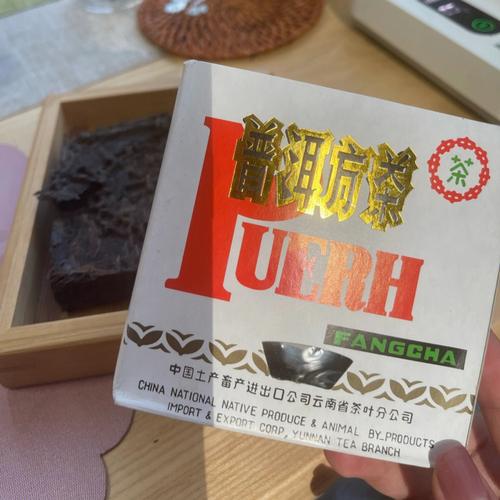 普洱方茶
茶
PUERH
FANGCHA
中国土产畜产进出口公司云南省茶叶分公司
CHINA NATIONAL NATIVE PRODUCE & ANIMAL BY-PRODUCTS
IMPORT & EXPORT CORP, YUNNAN TEA BRANCH